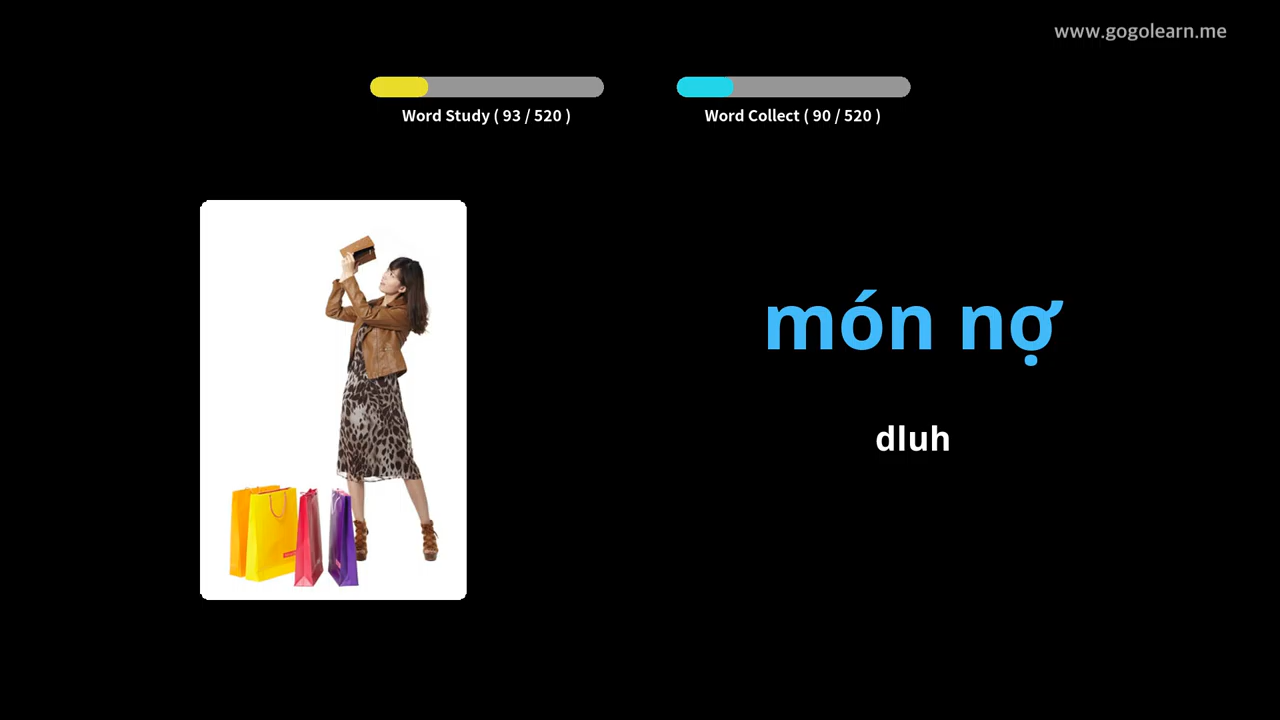 www.gogolearn.me
Word Study ( 93 / 520 )
Word Collect ( 90 / 520 )
món nợ
dluh